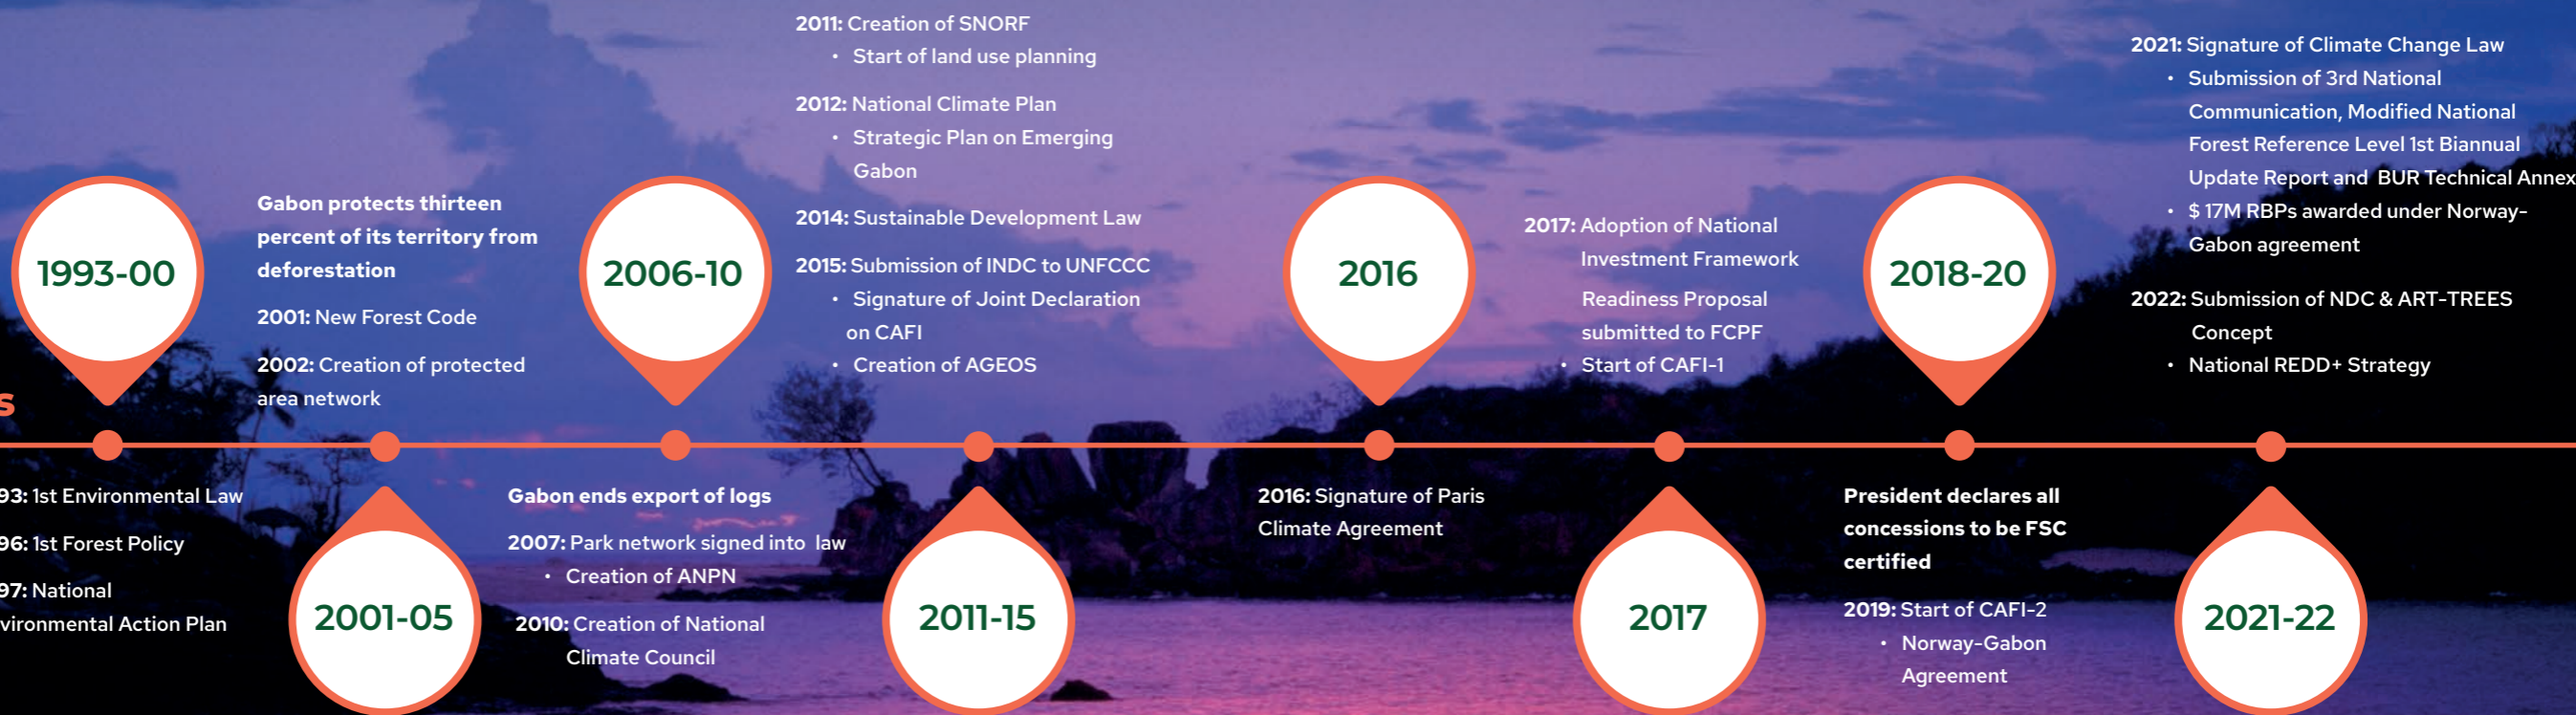 s
1993-00
93: 1st Environmental Law
96: 1st Forest Policy
97: National
vironmental Action Plan
Gabon protects thirteen
percent of its territory from
deforestation
2001: New Forest Code
2002: Creation of protected
area network
2001-05
2006-10
Gabon ends export of logs
2007: Park network signed into law
• Creation of ANPN
2010: Creation of National
Climate Council
2011: Creation of SNORF
• Start of land use planning
2012: National Climate Plan
• Strategic Plan on Emerging
Gabon
2014: Sustainable Development Law
2015: Submission of INDC to UNFCCC
• Signature of Joint Declaration
on CAFI
• Creation of AGEOS
2011-15
2016
2016: Signature of Paris
Climate Agreement
2017: Adoption of National
Investment Framework
Readiness Proposal
submitted to FCPF
• Start of CAFI-1
2017
2018-20
President declares all
concessions to be FSC
certified
2019: Start of CAFI-2
• Norway-Gabon
Agreement
2021: Signature of Climate Change Law
• Submission of 3rd National
Communication, Modified National
Forest Reference Level 1st Biannual
Update Report and BUR Technical Annex
• $ 17M RBPs awarded under Norway-
Gabon agreement
2022: Submission of NDC & ART-TREES
Concept
• National REDD+ Strategy
2021-22